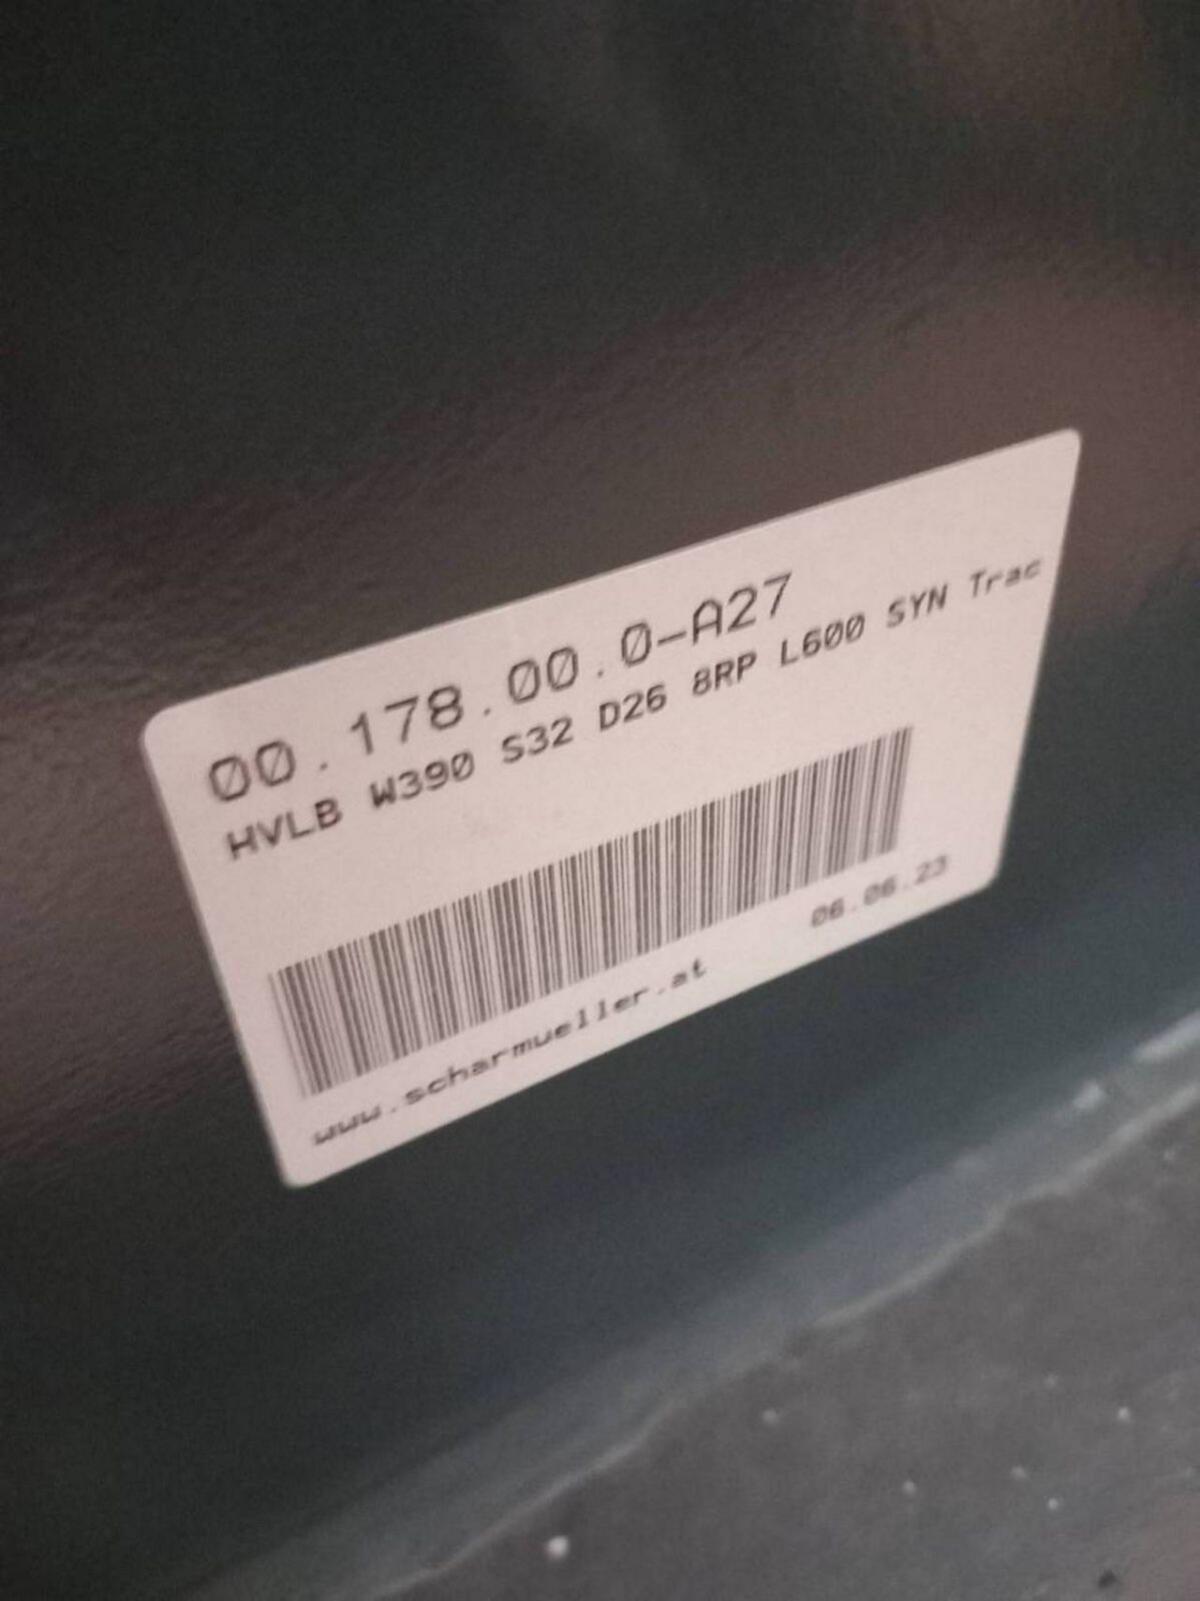 00.178.00.0-A27
HVLB W390 S32 D26 8RP L600 SYN Trac
www.scharmueller.at
06.06.23